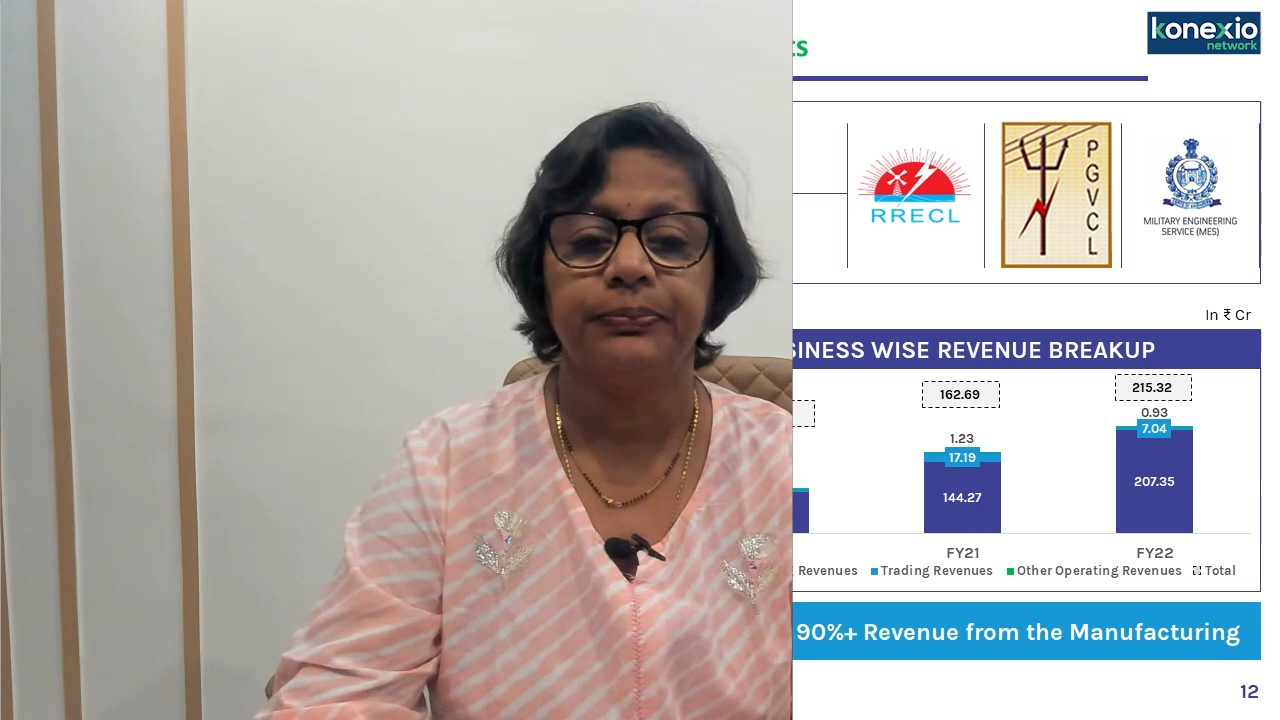 konexio
network
RRECL
PGVCL
MILITARY ENGINEERING
SERVICE (MES)
In ₹ Cr
SINESS WISE REVENUE BREAKUP
162.69
215.32
1.23
0.93
17.19
7.04
144.27
207.35
FY21
FY22
Revenues
Trading Revenues
Other Operating Revenues
Total
90%+ Revenue from the Manufacturing
12